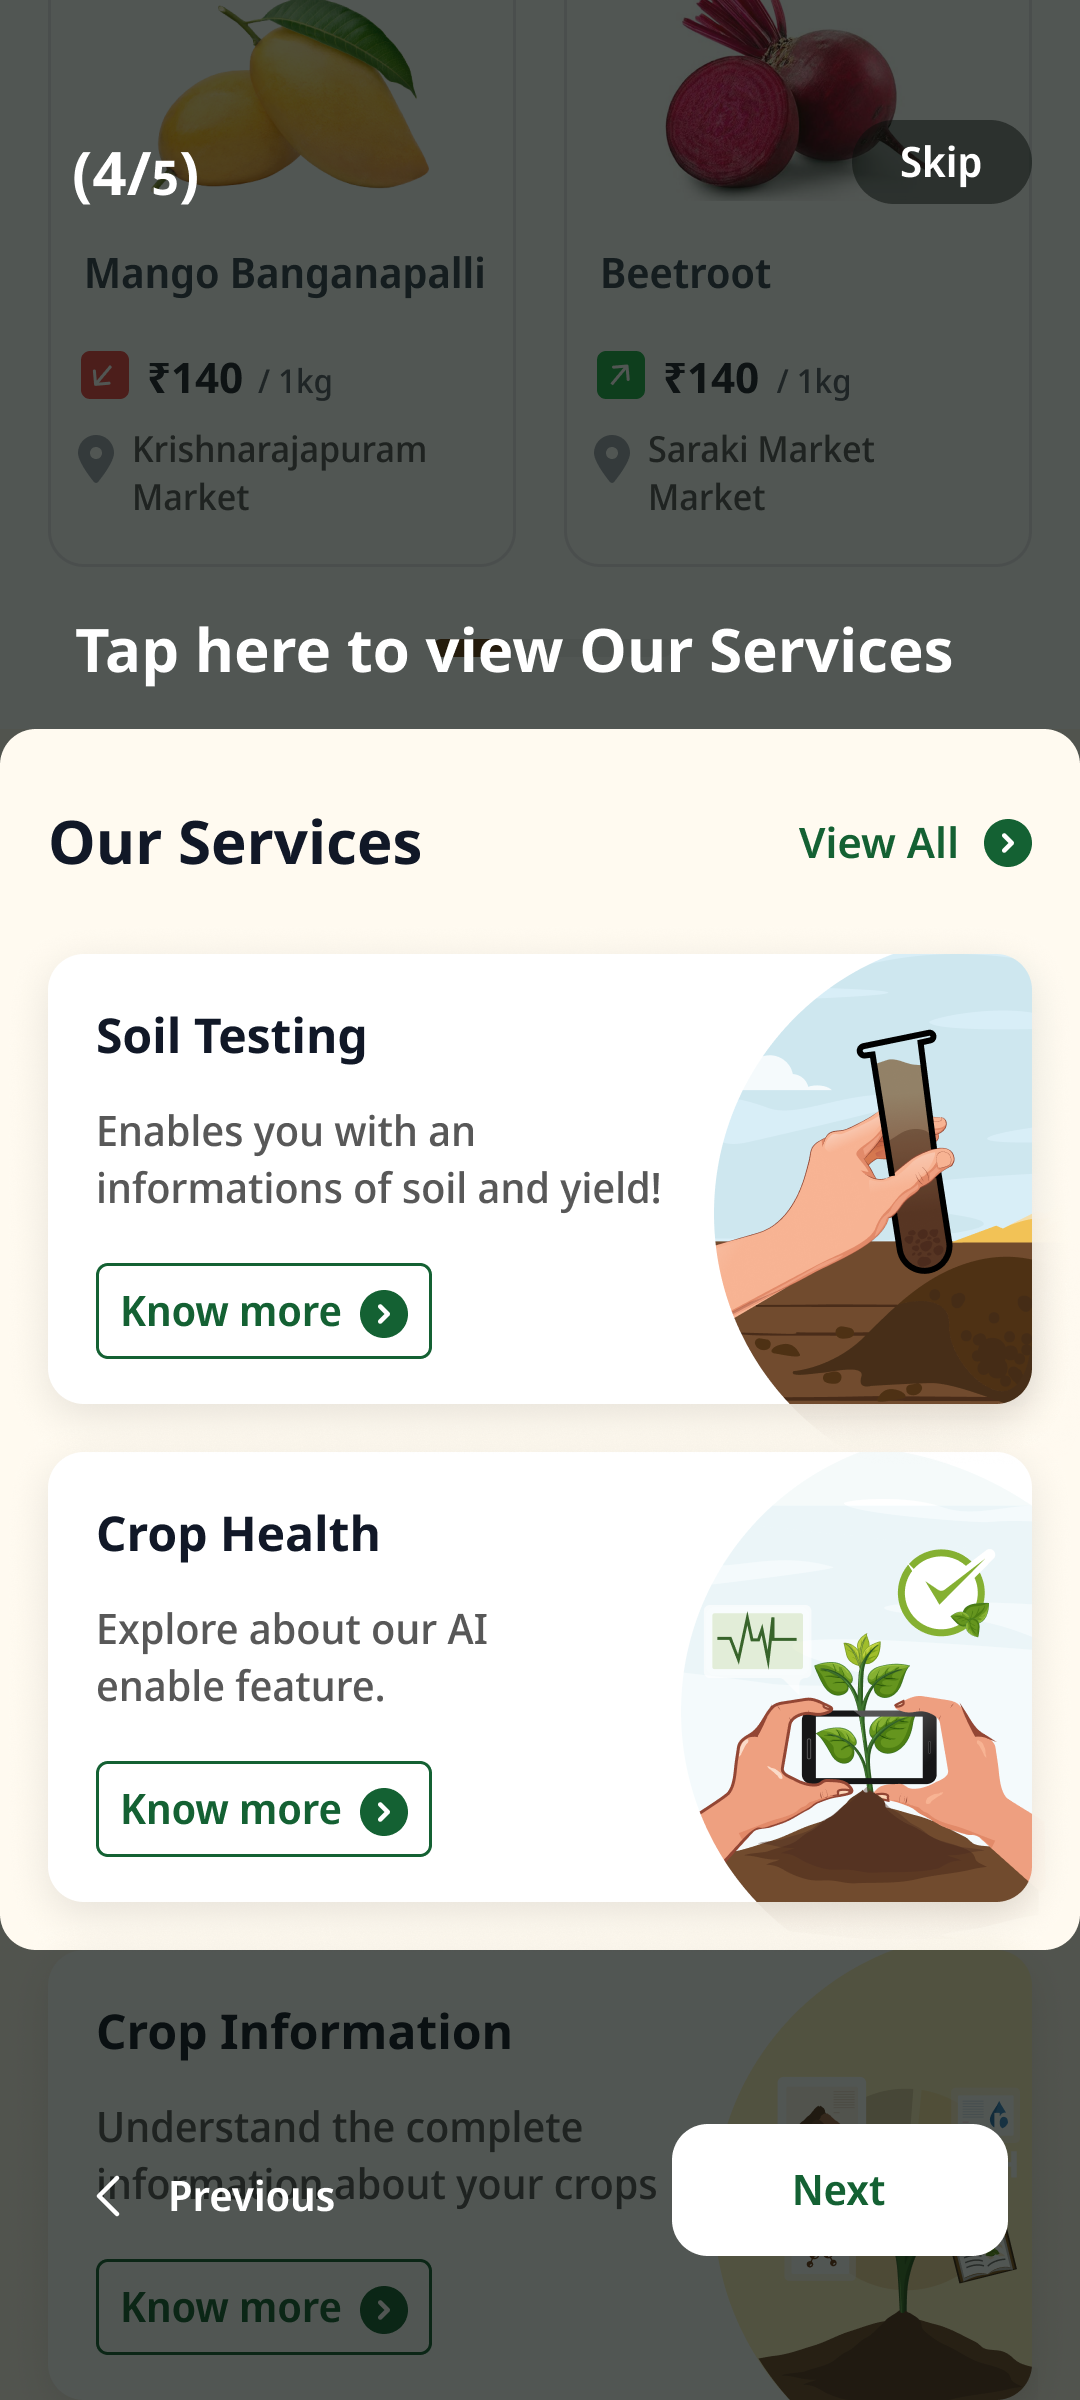 (4/5)
Skip
Mango Banganapalli
Beetroot
₹140 / 1kg
₹140 / 1kg
Krishnarajapuram
Market
Saraki Market
Market
Tap here to view Our Services
Our Services
View All
Soil Testing
Enables you with an
informations of soil and yield!
Know more
Crop Health
Explore about our AI
enable feature.
Know more
Crop Information
Understand the complete
information about your crops
Previous
Next
Know more